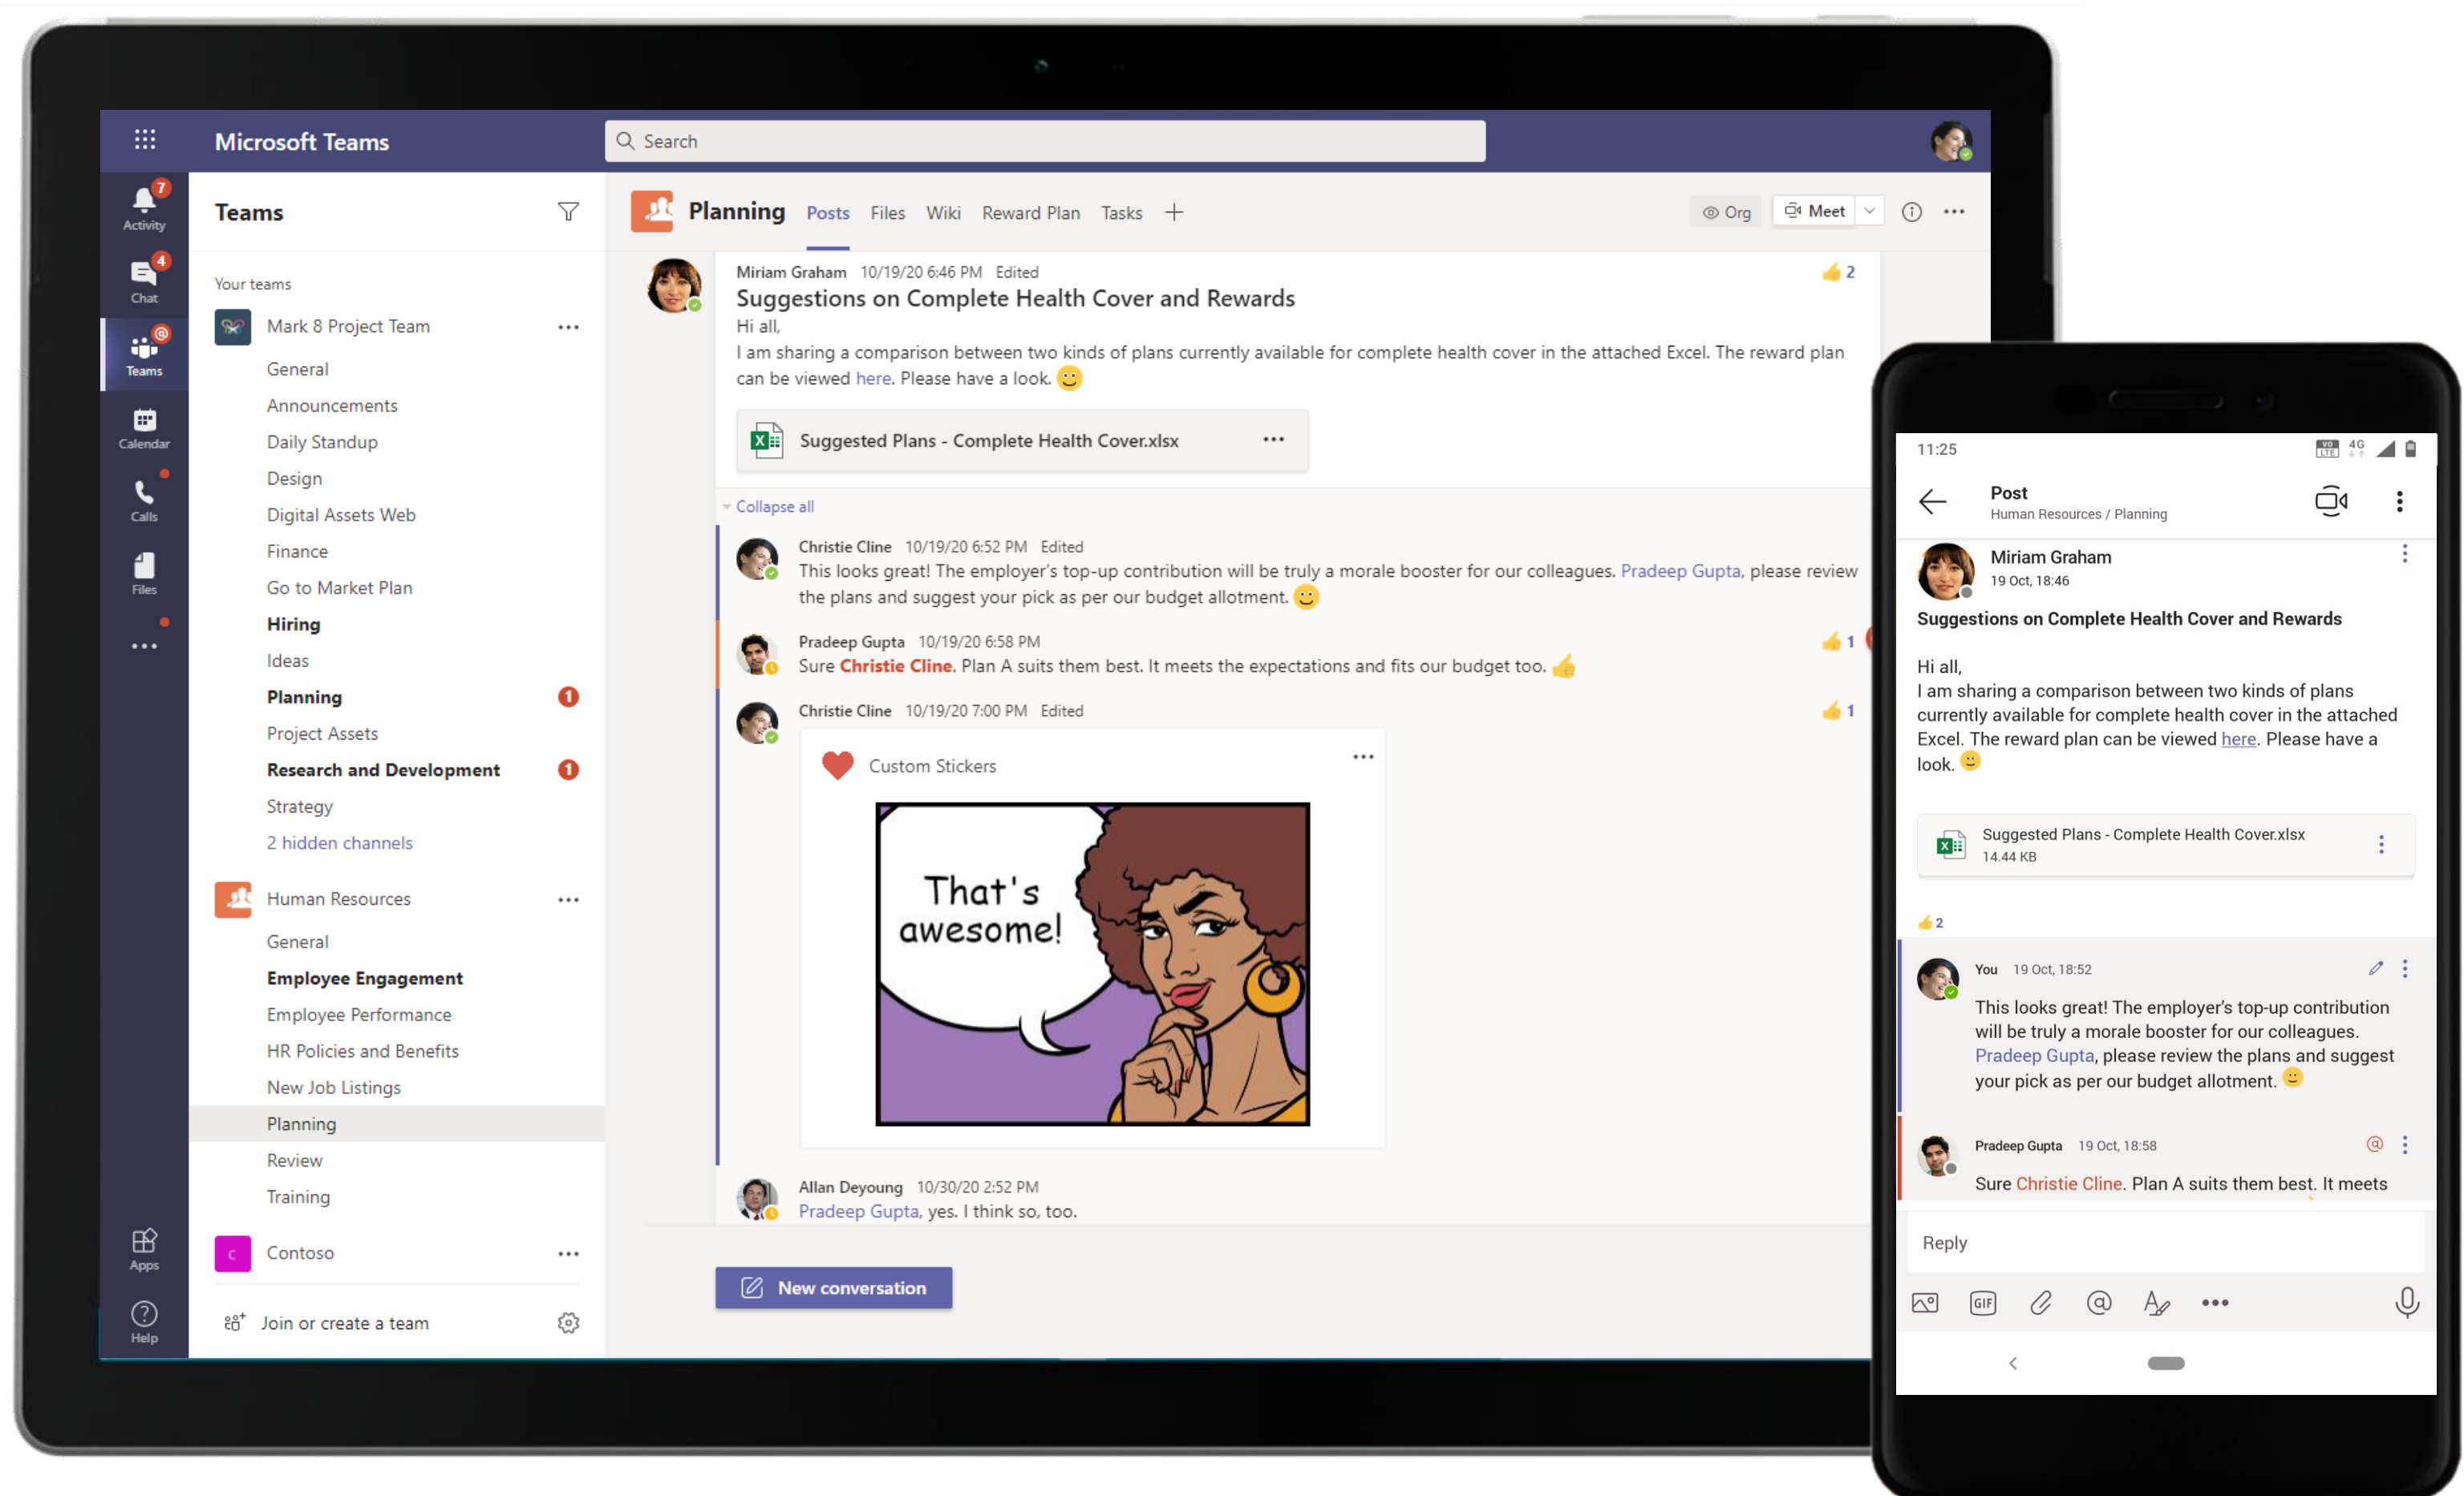 Microsoft Teams
Search
7
Activity
4
Chat
@
Teams
Calendar
Calls
Files
Apps
Help
Teams
Your teams
Mark 8 Project Team
General
Announcements
Daily Standup
Design
Digital Assets Web
Finance
Go to Market Plan
Hiring
Ideas
Planning 1
Project Assets
Research and Development 1
Strategy
2 hidden channels
Human Resources
General
Employee Engagement
Employee Performance
HR Policies and Benefits
New Job Listings
Planning
Review
Training
C Contoso
Join or create a team
Planning Posts Files Wiki Reward Plan Tasks
Org Meet
Miriam Graham 10/19/20 6:46 PM Edited 2
Suggestions on Complete Health Cover and Rewards
Hi all,
I am sharing a comparison between two kinds of plans currently available for complete health cover in the attached Excel. The reward plan
can be viewed here. Please have a look.
Suggested Plans - Complete Health Cover.xlsx
Collapse all
Christie Cline 10/19/20 6:52 PM Edited
This looks great! The employer's top-up contribution will be truly a morale booster for our colleagues. Pradeep Gupta, please review
the plans and suggest your pick as per our budget allotment.
Pradeep Gupta 10/19/20 6:58 PM 1
Sure Christie Cline. Plan A suits them best. It meets the expectations and fits our budget too.
Christie Cline 10/19/20 7:00 PM Edited 1
Custom Stickers
That's
awesome!
Allan Deyoung 10/30/20 2:52 PM
Pradeep Gupta, yes. I think so, too.
New conversation
11:25 VO LTE 4G
Post
Human Resources / Planning
Miriam Graham
19 Oct, 18:46
Suggestions on Complete Health Cover and Rewards
Hi all,
I am sharing a comparison between two kinds of plans
currently available for complete health cover in the attached
Excel. The reward plan can be viewed here. Please have a
look.
Suggested Plans - Complete Health Cover.xlsx
14.44 KB
2
You 19 Oct, 18:52
This looks great! The employer's top-up contribution
will be truly a morale booster for our colleagues.
Pradeep Gupta, please review the plans and suggest
your pick as per our budget allotment.
Pradeep Gupta 19 Oct, 18:58 @
Sure Christie Cline. Plan A suits them best. It meets
Reply
GIF @